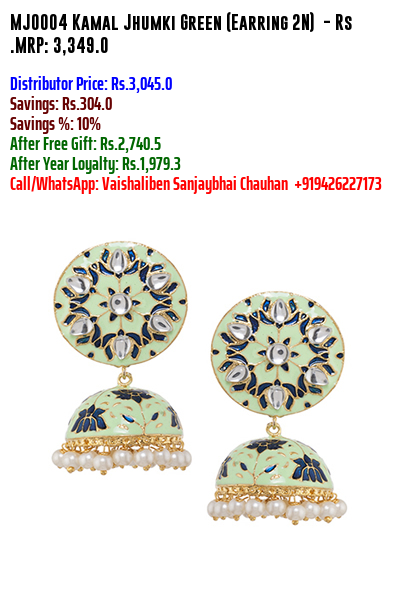 MJ0004 Kamal Jhumki Green (Earring 2N) - Rs
.MRP: 3,349.0
Distributor Price: Rs.3,045.0
Savings: Rs.304.0
Savings %: 10%
After Free Gift: Rs.2,740.5
After Year Loyalty: Rs.1,979.3
Call/WhatsApp: Vaishaliben Sanjaybhai Chauhan +919426227173